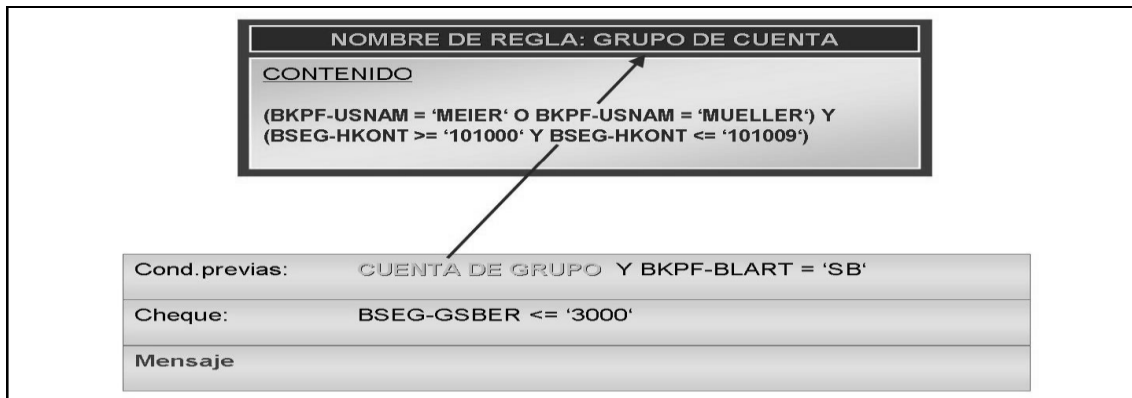 NOMBRE DE REGLA: GRUPO DE CUENTA
CONTENIDO
(BKPF-USNAM = ‘MEIER‘ O BKPF-USNAM = ‘MUELLER‘) Y
(BSEG-HKONT >= ‘101000‘ Y BSEG-HKONT <= ‘101009‘)
Cond.previas: CUENTA DE GRUPO Y BKPF-BLART = ‘SB‘
Cheque: BSEG-GSBER <= ‘3000‘
Mensaje